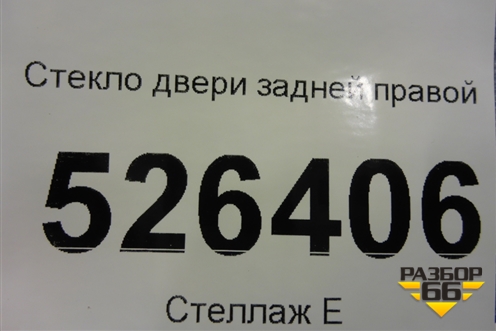 Стекло двери задней правой
526406
РАЗБОР
66
Стеллаж Е